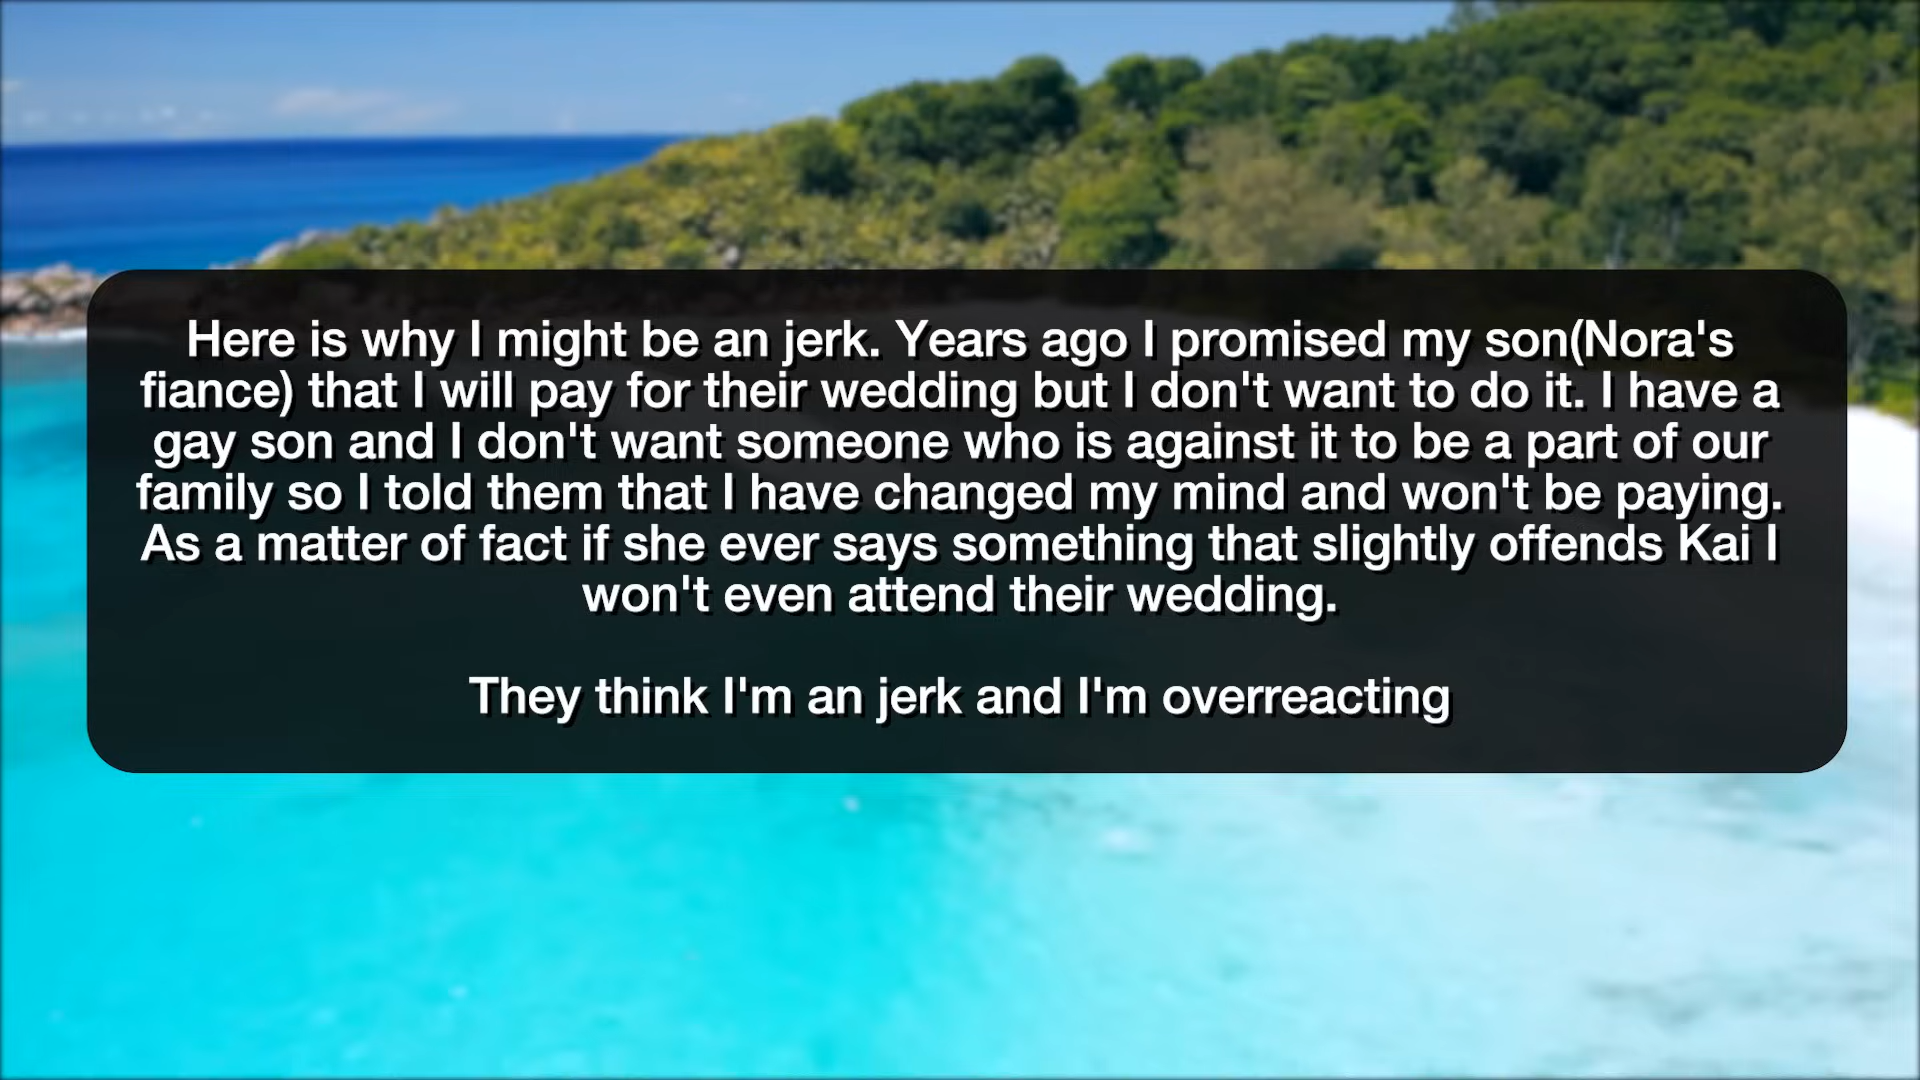 Here is why I might be an jerk. Years ago I promised my son(Nora's
fiance) that I will pay for their wedding but I don't want to do it. I have a
gay son and I don't want someone who is against it to be a part of our
family so I told them that I have changed my mind and won't be paying.
As a matter of fact if she ever says something that slightly offends Kai I
won't even attend their wedding.
They think I'm an jerk and I'm overreacting